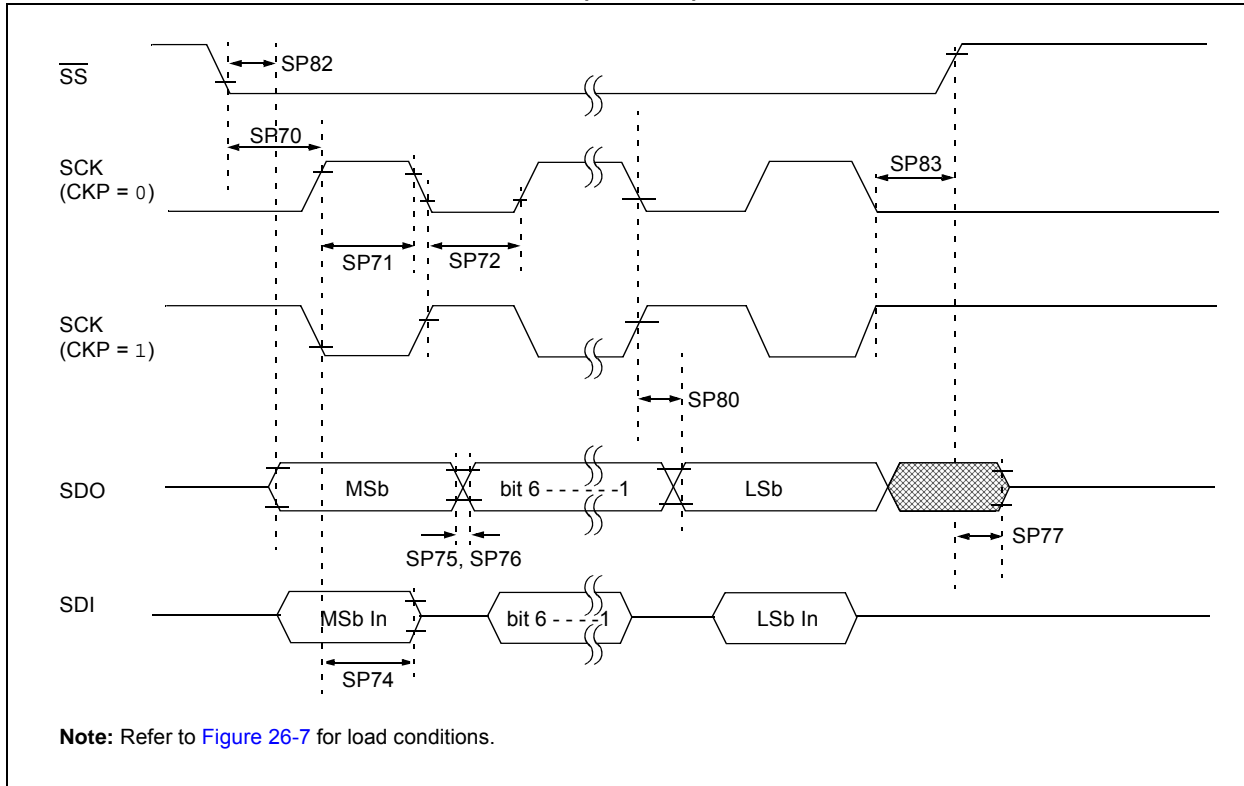 SS
SP82
SP70
SCK
(CKP = 0)
SP83
SP71
SP72
SCK
(CKP = 1)
SP80
SDO
MSb
bit 6 - - - - - -1
LSb
SP75, SP76
SP77
SDI
MSb In
bit 6 - - - -1
LSb In
SP74
Note: Refer to Figure 26-7 for load conditions.